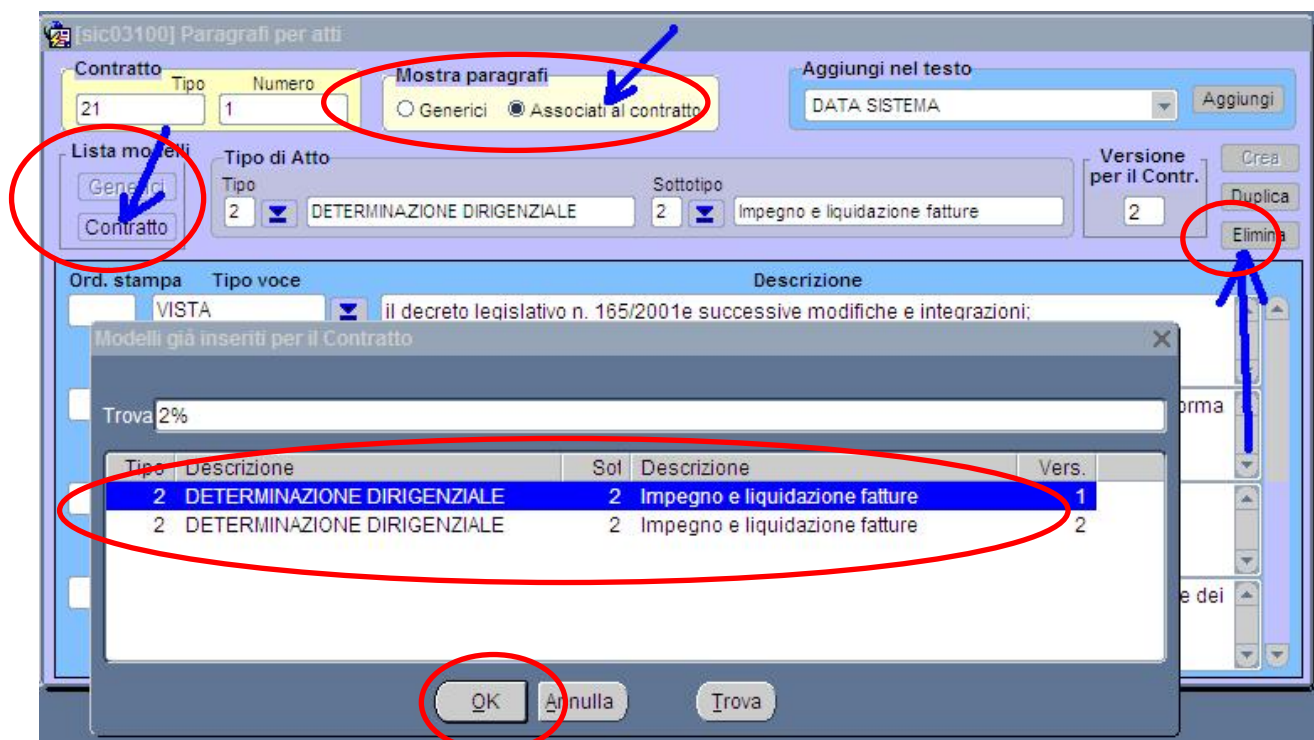 [sic03100] Paragrafi per atti
Contratto
Tipo Numero
21 1
Mostra paragrafi
Generici Associati al contratto
Aggiungi nel testo
DATA SISTEMA Aggiungi
Lista modelli
Generici
Contratto
Tipo di Atto
Tipo Sottotipo
2 DETERMINAZIONE DIRIGENZIALE 2 Impegno e liquidazione fatture
Versione
per il Contr.
2
Crea
Duplica
Elimina
Ord. stampa Tipo voce Descrizione
VISTA il decreto legislativo n. 165/2001e successive modifiche e integrazioni;
orma
e dei
Modelli già inseriti per il Contratto
Trova 2%
Tipo Descrizione Sot Descrizione Vers.
2 DETERMINAZIONE DIRIGENZIALE 2 Impegno e liquidazione fatture 1
2 DETERMINAZIONE DIRIGENZIALE 2 Impegno e liquidazione fatture 2
OK Annulla Trova